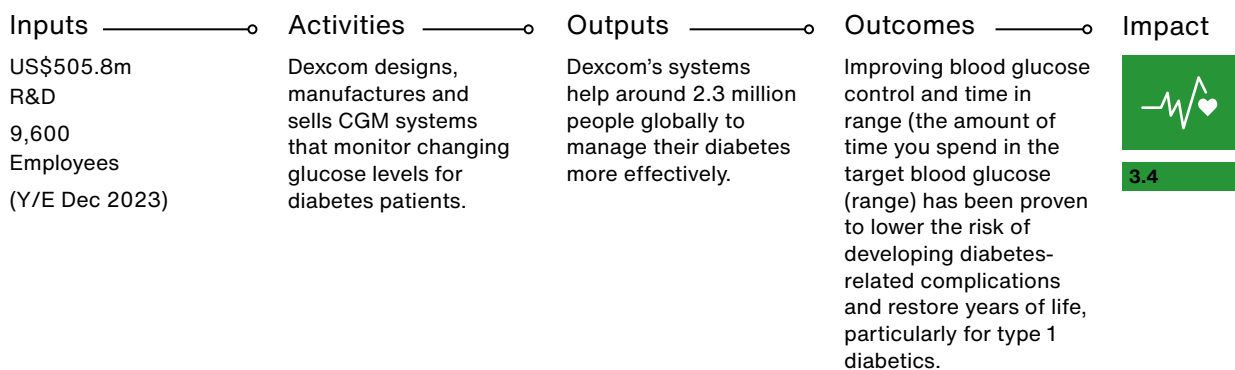 Inputs
US$505.8m
R&D
9,600
Employees
(Y/E Dec 2023)
Activities
Dexcom designs,
manufactures and
sells CGM systems
that monitor changing
glucose levels for
diabetes patients.
Outputs
Dexcom's systems
help around 2.3 million
people globally to
manage their diabetes
more effectively.
Outcomes
Improving blood glucose
control and time in
range (the amount of
time you spend in the
target blood glucose
(range) has been proven
to lower the risk of
developing diabetes-
related complications
and restore years of life,
particularly for type 1
diabetics.
Impact
3.4